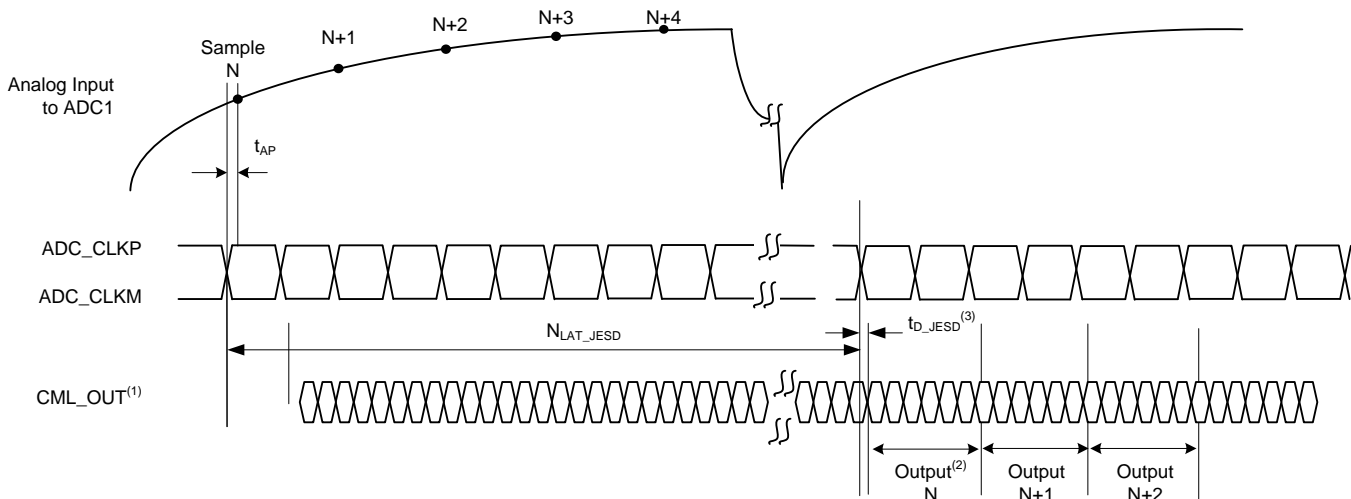 Sample
N
N+1
N+2
N+3
N+4
Analog Input
to ADC1
tAP
ADC_CLKP
ADC_CLKM
NLAT_JESD
tD_JESD(3)
CML_OUT(1)
Output(2)
N
Output
N+1
Output
N+2